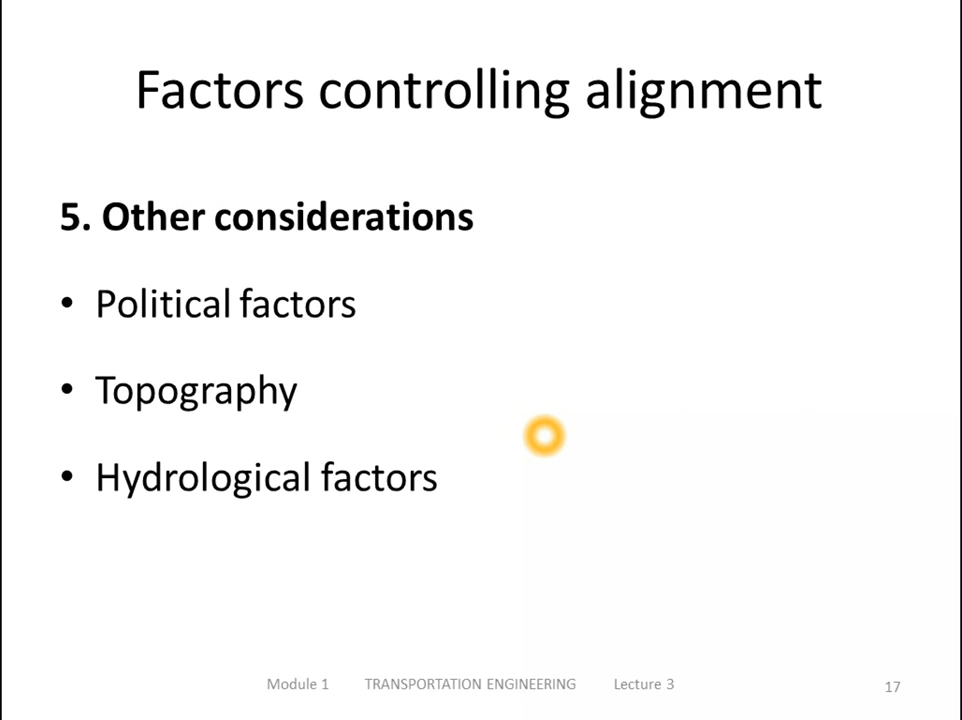 Factors controlling alignment
5. Other considerations
• Political factors
• Topography
• Hydrological factors
Module 1 TRANSPORTATION ENGINEERING Lecture 3 17